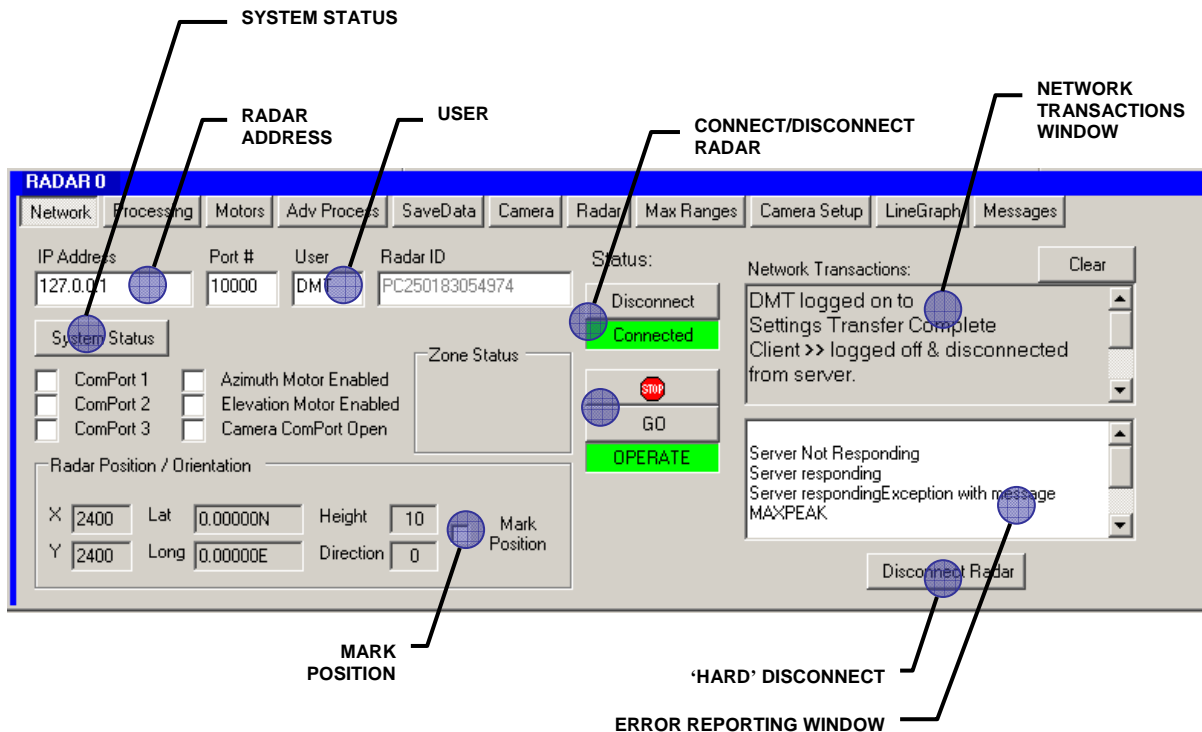 SYSTEM STATUS
RADAR
ADDRESS
USER
CONNECT/DISCONNECT
RADAR
NETWORK
TRANSACTIONS
WINDOW
RADAR 0
Network Processing Motors Adv Process SaveData Camera Radar Max Ranges Camera Setup LineGraph Messages
IP Address Port # User Radar ID Status: Network Transactions: Clear
127.0.0.1 10000 DMT PC250183054974
System Status
Disconnect
Connected
DMT logged on to
Settings Transfer Complete
Client >> logged off & disconnected
from server.
Zone Status
ComPort 1 Azimuth Motor Enabled
ComPort 2 Elevation Motor Enabled
ComPort 3 Camera ComPort Open
STOP
GO
OPERATE
Server Not Responding
Server responding
Server respondingException with message
MAXPEAK
Radar Position / Orientation
X 2400 Lat 0.00000N Height 10 Mark
Position
Y 2400 Long 0.00000E Direction 0
Disconnect Radar
MARK
POSITION
‘HARD’ DISCONNECT
ERROR REPORTING WINDOW